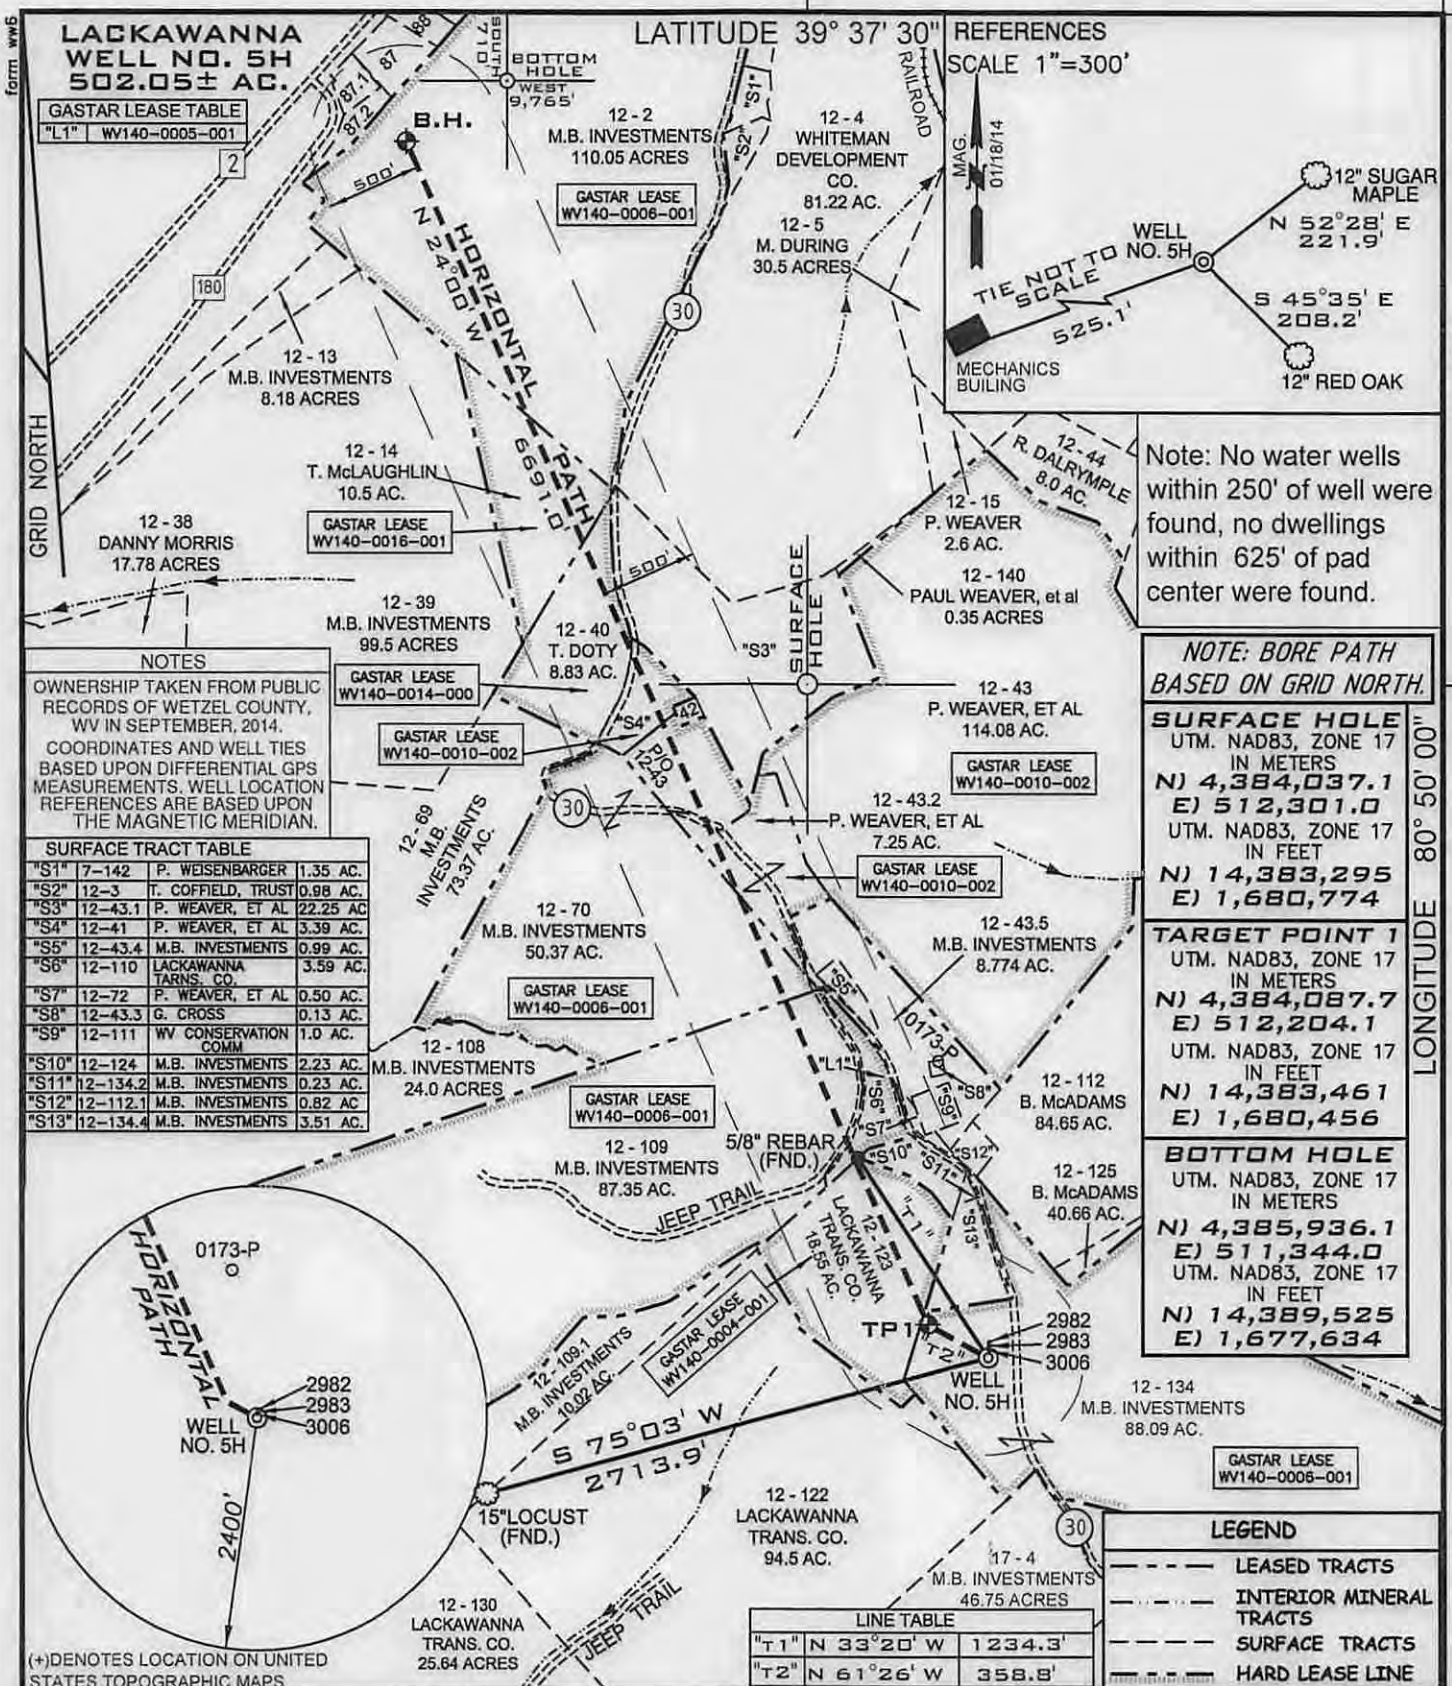 form ww6
LACKAWANNA
WELL NO. 5H
502.05± AC.
GASTAR LEASE TABLE
"L1" WV140-0005-001
2
180
87.1
87.2
87
88
SOUTH
710'
BOTTOM
HOLE
WEST
9,765'
B.H.
500'
LATITUDE 39° 37' 30"
RAILROAD
12 - 2
M.B. INVESTMENTS
110.05 ACRES
GASTAR LEASE
WV140-0006-001
"S1"
"S2"
12 - 4
WHITEMAN
DEVELOPMENT
CO.
81.22 AC.
12 - 5
M. DURING
30.5 ACRES
REFERENCES
SCALE 1"=300'
MAG.
01/18/14
12" SUGAR
MAPLE
N 52°28' E
221.9'
WELL
NO. 5H
TIE NOT TO
SCALE
525.1'
S 45°35' E
208.2'
MECHANICS
BUILING
12" RED OAK
HORIZONTAL PATH
N 24°00' W 6691.0'
30
12 - 13
M.B. INVESTMENTS
8.18 ACRES
GRID NORTH
12 - 14
T. McLAUGHLIN
10.5 AC.
GASTAR LEASE
WV140-0016-001
12 - 38
DANNY MORRIS
17.78 ACRES
12 - 44
R. DALRYMPLE
8.0 AC.
12 - 15
P. WEAVER
2.6 AC.
12 - 140
PAUL WEAVER, et al
0.35 ACRES
Note: No water wells
within 250' of well were
found, no dwellings
within 625' of pad
center were found.
500'
12 - 39
M.B. INVESTMENTS
99.5 ACRES
GASTAR LEASE
WV140-0014-000
12 - 40
T. DOTY
8.83 AC.
"S3"
SURFACE
HOLE
12 - 43
P. WEAVER, ET AL
114.08 AC.
GASTAR LEASE
WV140-0010-002
GASTAR LEASE
WV140-0010-002
"S4"
42
P/O
12-43
NOTES
OWNERSHIP TAKEN FROM PUBLIC
RECORDS OF WETZEL COUNTY,
WV IN SEPTEMBER, 2014.
COORDINATES AND WELL TIES
BASED UPON DIFFERENTIAL GPS
MEASUREMENTS. WELL LOCATION
REFERENCES ARE BASED UPON
THE MAGNETIC MERIDIAN.
SURFACE TRACT TABLE
"S1" 7-142 P. WEISENBARGER 1.35 AC.
"S2" 12-3 T. COFFIELD, TRUST 0.98 AC.
"S3" 12-43.1 P. WEAVER, ET AL 22.25 AC
"S4" 12-41 P. WEAVER, ET AL 3.39 AC.
"S5" 12-43.4 M.B. INVESTMENTS 0.99 AC.
"S6" 12-110 LACKAWANNA TARNS. CO. 3.59 AC.
"S7" 12-72 P. WEAVER, ET AL 0.50 AC.
"S8" 12-43.3 G. CROSS 0.13 AC.
"S9" 12-111 WV CONSERVATION COMM 1.0 AC.
"S10" 12-124 M.B. INVESTMENTS 2.23 AC.
"S11" 12-134.2 M.B. INVESTMENTS 0.23 AC.
"S12" 12-112.1 M.B. INVESTMENTS 0.82 AC
"S13" 12-134.4 M.B. INVESTMENTS 3.51 AC.
30
12 - 69
M.B.
INVESTMENTS
73.37 AC.
12 - 43.2
P. WEAVER, ET AL
7.25 AC.
GASTAR LEASE
WV140-0010-002
12 - 70
M.B. INVESTMENTS
50.37 AC.
GASTAR LEASE
WV140-0006-001
12 - 43.5
M.B. INVESTMENTS
8.774 AC.
"S5"
0173-P
"L1"
"S6"
"S7"
"S8"
"S9"
"S10"
"S11"
"S12"
"S13"
12 - 108
M.B. INVESTMENTS
24.0 ACRES
GASTAR LEASE
WV140-0006-001
12 - 109
M.B. INVESTMENTS
87.35 AC.
5/8" REBAR
(FND.)
12 - 112
B. McADAMS
84.65 AC.
12 - 125
B. McADAMS
40.66 AC.
JEEP TRAIL
NOTE: BORE PATH
BASED ON GRID NORTH.
SURFACE HOLE
UTM. NAD83, ZONE 17
IN METERS
N) 4,384,037.1
E) 512,301.0
UTM. NAD83, ZONE 17
IN FEET
N) 14,383,295
E) 1,680,774
TARGET POINT 1
UTM. NAD83, ZONE 17
IN METERS
N) 4,384,087.7
E) 512,204.1
UTM. NAD83, ZONE 17
IN FEET
N) 14,383,461
E) 1,680,456
BOTTOM HOLE
UTM. NAD83, ZONE 17
IN METERS
N) 4,385,936.1
E) 511,344.0
UTM. NAD83, ZONE 17
IN FEET
N) 14,389,525
E) 1,677,634
LONGITUDE 80° 50' 00"
HORIZONTAL
PATH
0173-P
2982
2983
3006
WELL
NO. 5H
2400'
12 - 123
LACKAWANNA
TRANS. CO.
18.55 AC.
GASTAR LEASE
WV140-0004-001
12 - 109.1
M.B. INVESTMENTS
10.02 AC.
"T1"
TP1
"T2"
2982
2983
3006
WELL
NO. 5H
S 75°03' W
2713.9'
15"LOCUST
(FND.)
12 - 134
M.B. INVESTMENTS
88.09 AC.
GASTAR LEASE
WV140-0006-001
12 - 122
LACKAWANNA
TRANS. CO.
94.5 AC.
30
17 - 4
M.B. INVESTMENTS
46.75 ACRES
12 - 130
LACKAWANNA
TRANS. CO.
25.64 ACRES
JEEP TRAIL
LINE TABLE
"T1" N 33°20' W 1234.3'
"T2" N 61°26' W 358.8'
LEGEND
LEASED TRACTS
INTERIOR MINERAL
TRACTS
SURFACE TRACTS
HARD LEASE LINE
(+)DENOTES LOCATION ON UNITED
STATES TOPOGRAPHIC MAPS